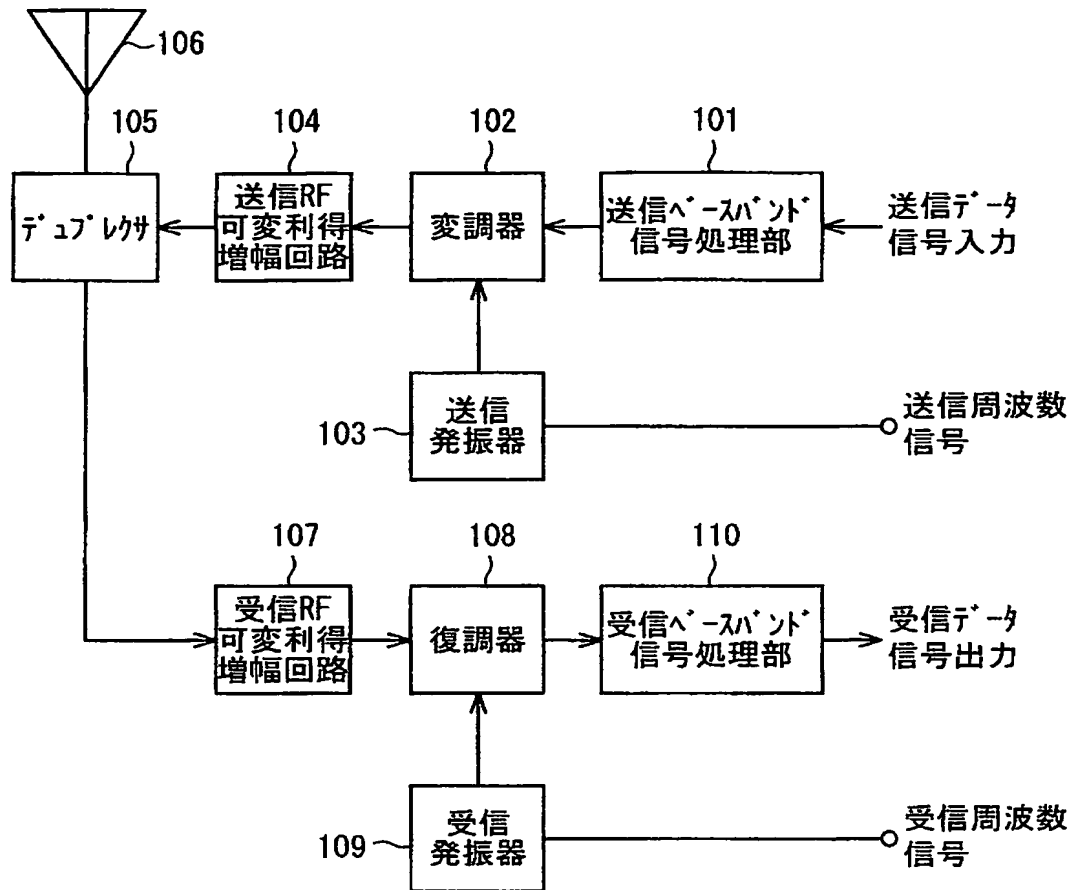 106
105
104
102
101
デュプレクサ
送信RF
可変利得
増幅回路
変調器
送信ベースバンド
信号処理部
送信データ
信号入力
103
送信
発振器
送信周波数
信号
107
108
110
受信RF
可変利得
増幅回路
復調器
受信ベースバンド
信号処理部
受信データ
信号出力
109
受信
発振器
受信周波数
信号